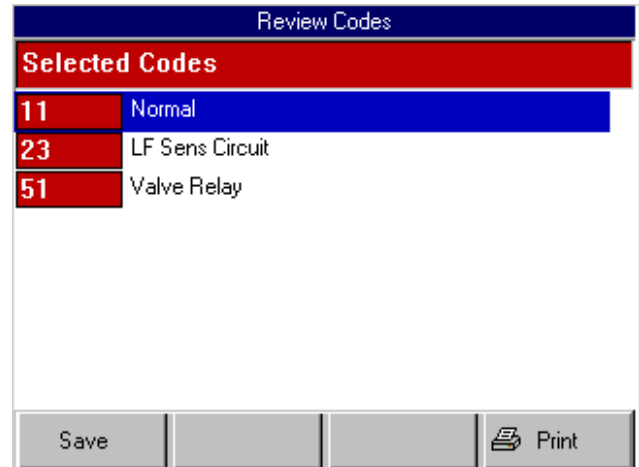 Review Codes
Selected Codes
11 Normal
23 LF Sens Circuit
51 Valve Relay
Save Print